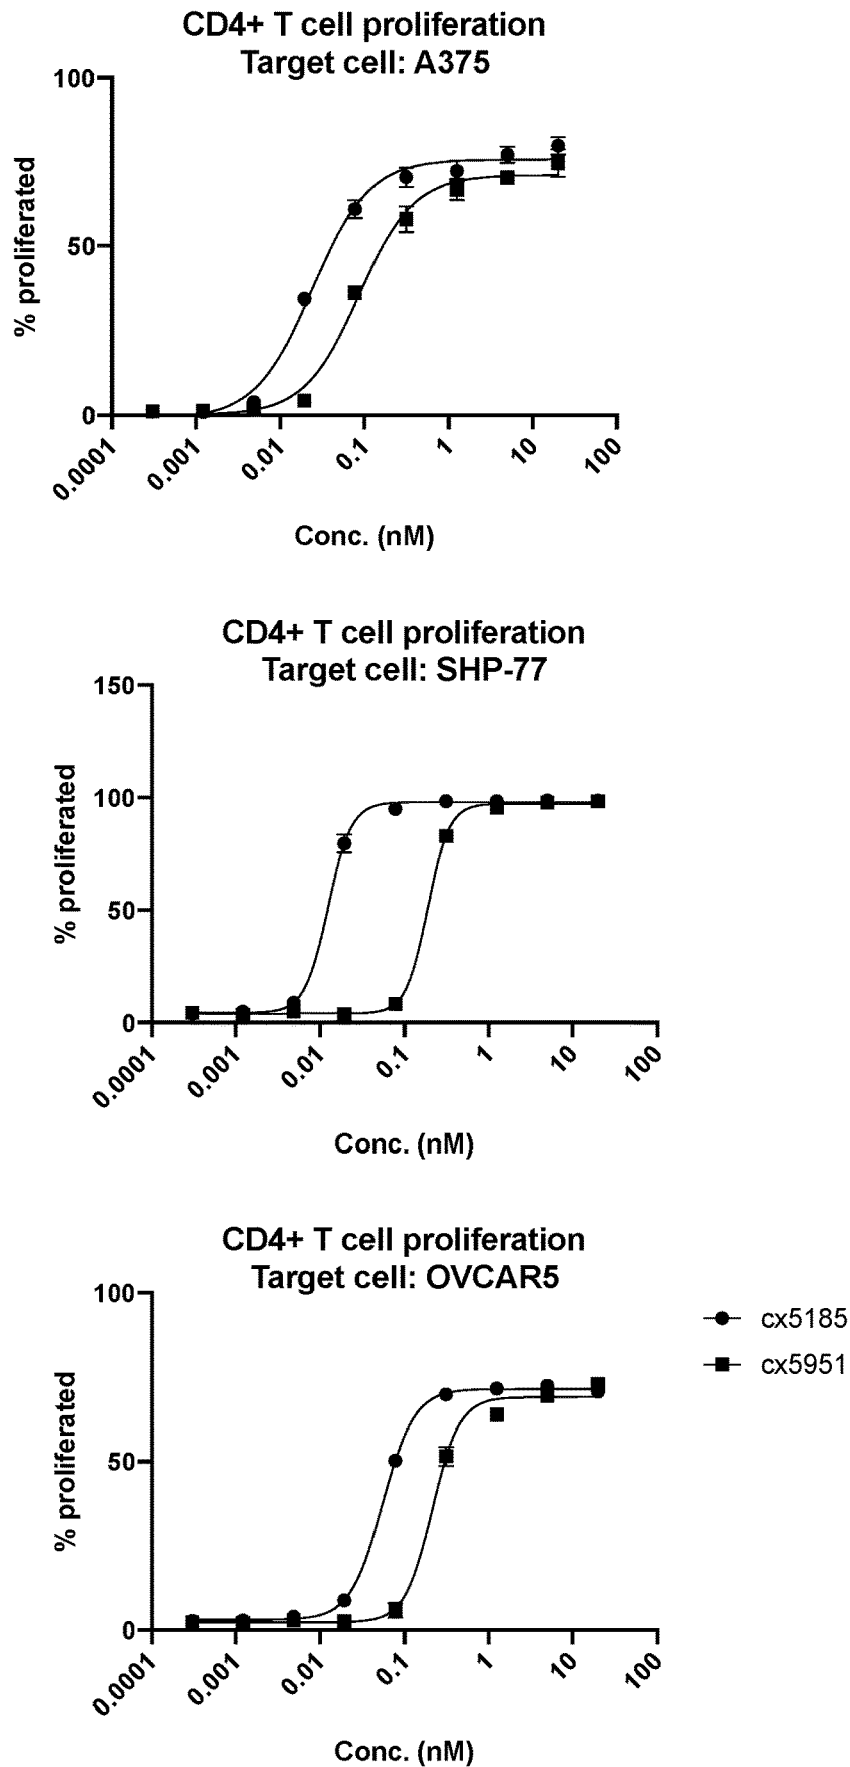 CD4+ T cell proliferation
Target cell: A375
100
50
0
% proliferated
0.0001
0.001
0.01
0.1
1
10
100
Conc. (nM)
CD4+ T cell proliferation
Target cell: SHP-77
150
100
50
0
% proliferated
0.0001
0.001
0.01
0.1
1
10
100
Conc. (nM)
CD4+ T cell proliferation
Target cell: OVCAR5
100
50
0
% proliferated
0.0001
0.001
0.01
0.1
1
10
100
Conc. (nM)
cx5185
cx5951